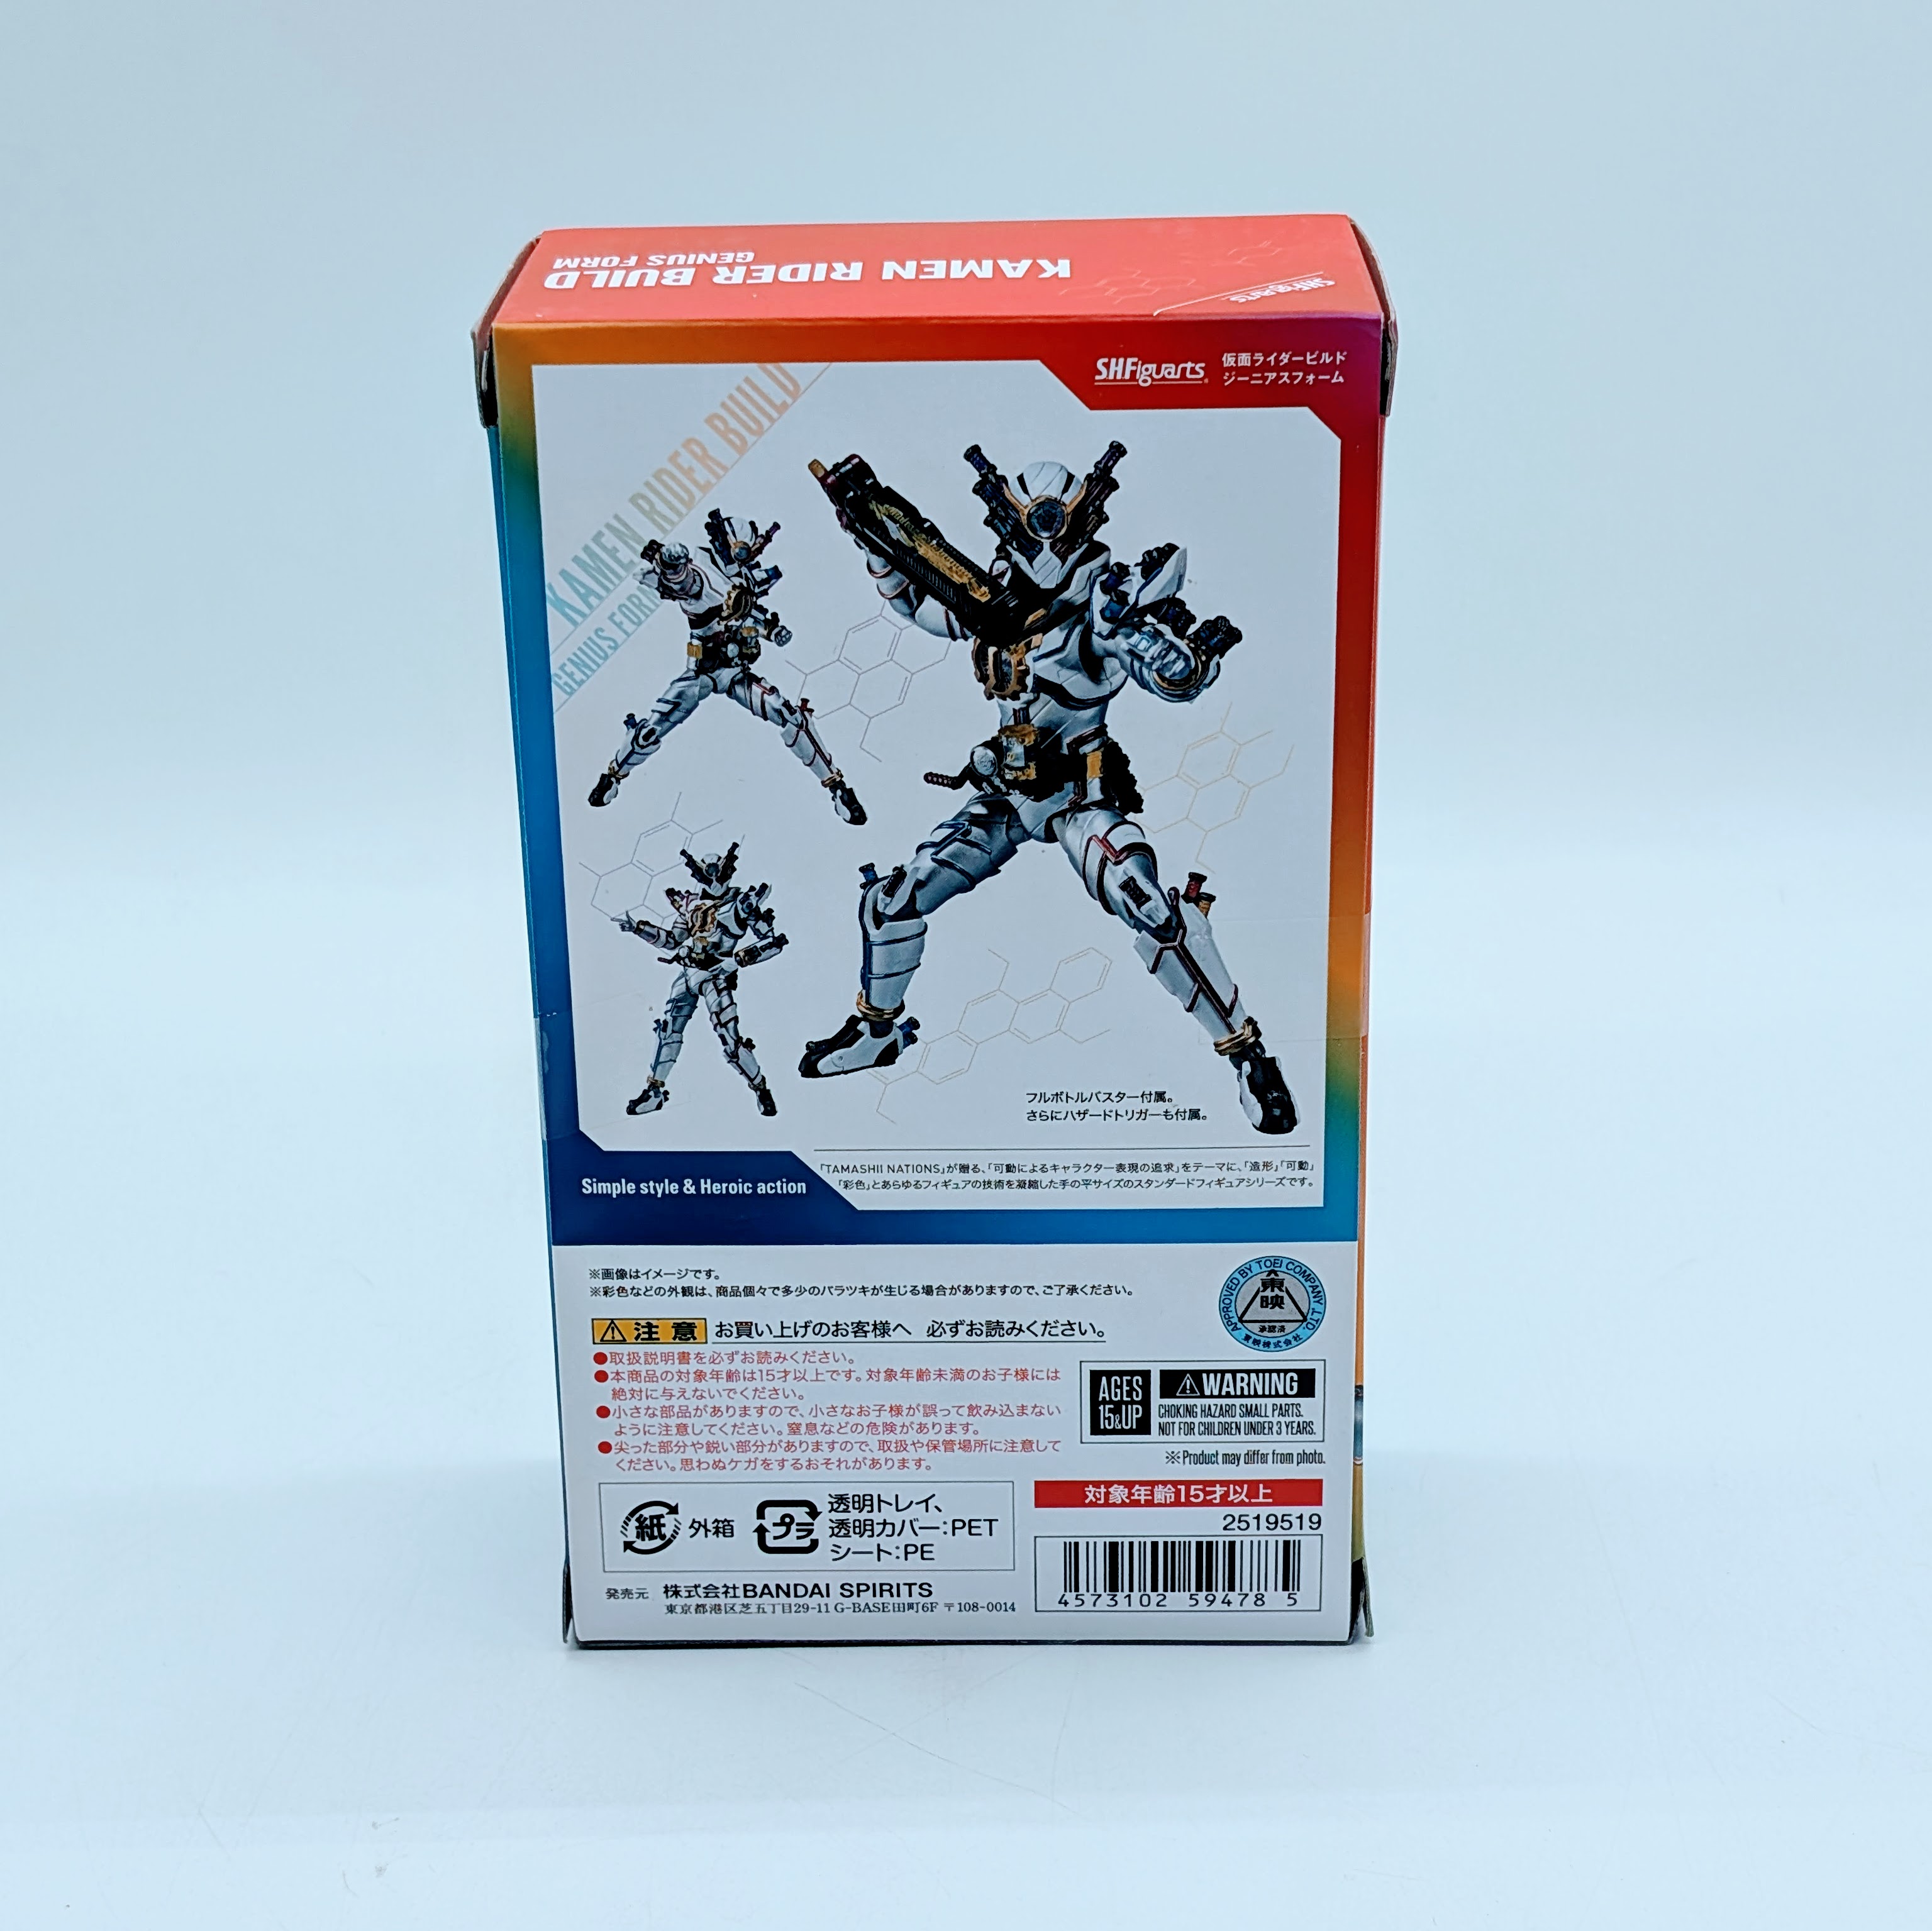 KAMEN RIDER BUILD
GENIUS FORM
S.H.Figuarts
S.H.Figuarts
仮面ライダービルド
ジーニアスフォーム
KAMEN RIDER BUILD
GENIUS FORM
フルボトルバスター付属。
さらにハザードトリガーも付属。
Simple style & Heroic action
「TAMASHII NATIONS」が贈る、「可動によるキャラクター表現の追求」をテーマに、「造形」「可動」
「彩色」とあらゆるフィギュアの技術を凝縮した手の平サイズのスタンダードフィギュアシリーズです。
※画像はイメージです。
※彩色などの外観は、商品個々で多少のバラツキが生じる場合がありますので、ご了承ください。
APPROVED BY TOEI COMPANY, LTD.
東映
承認済
東映株式会社
注意 お買い上げのお客様へ 必ずお読みください。
●取扱説明書を必ずお読みください。
●本商品の対象年齢は15才以上です。対象年齢未満のお子様には
絶対に与えないでください。
●小さな部品がありますので、小さなお子様が誤って飲み込まない
ように注意してください。窒息などの危険があります。
●尖った部分や鋭い部分がありますので、取扱や保管場所に注意して
ください。思わぬケガをするおそれがあります。
AGES
15&UP
WARNING
CHOKING HAZARD SMALL PARTS.
NOT FOR CHILDREN UNDER 3 YEARS.
※Product may differ from photo.
紙 外箱
プラ 透明トレイ、
透明カバー:PET
シート:PE
対象年齢15才以上
2519519
4573102 59478 5
発売元 株式会社BANDAI SPIRITS
東京都港区芝五丁目29-11 G-BASE田町6F 〒108-0014